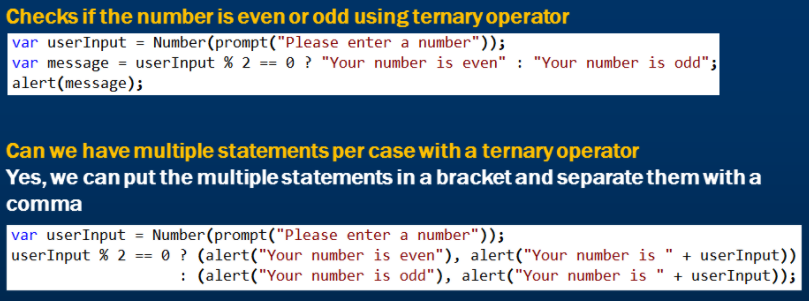 Checks if the number is even or odd using ternary operator
var userInput = Number(prompt("Please enter a number"));
var message = userInput % 2 == 0 ? "Your number is even" : "Your number is odd";
alert(message);
Can we have multiple statements per case with a ternary operator
Yes, we can put the multiple statements in a bracket and separate them with a
comma
var userInput = Number(prompt("Please enter a number"));
userInput % 2 == 0 ? (alert("Your number is even"), alert("Your number is " + userInput))
: (alert("Your number is odd"), alert("Your number is " + userInput));